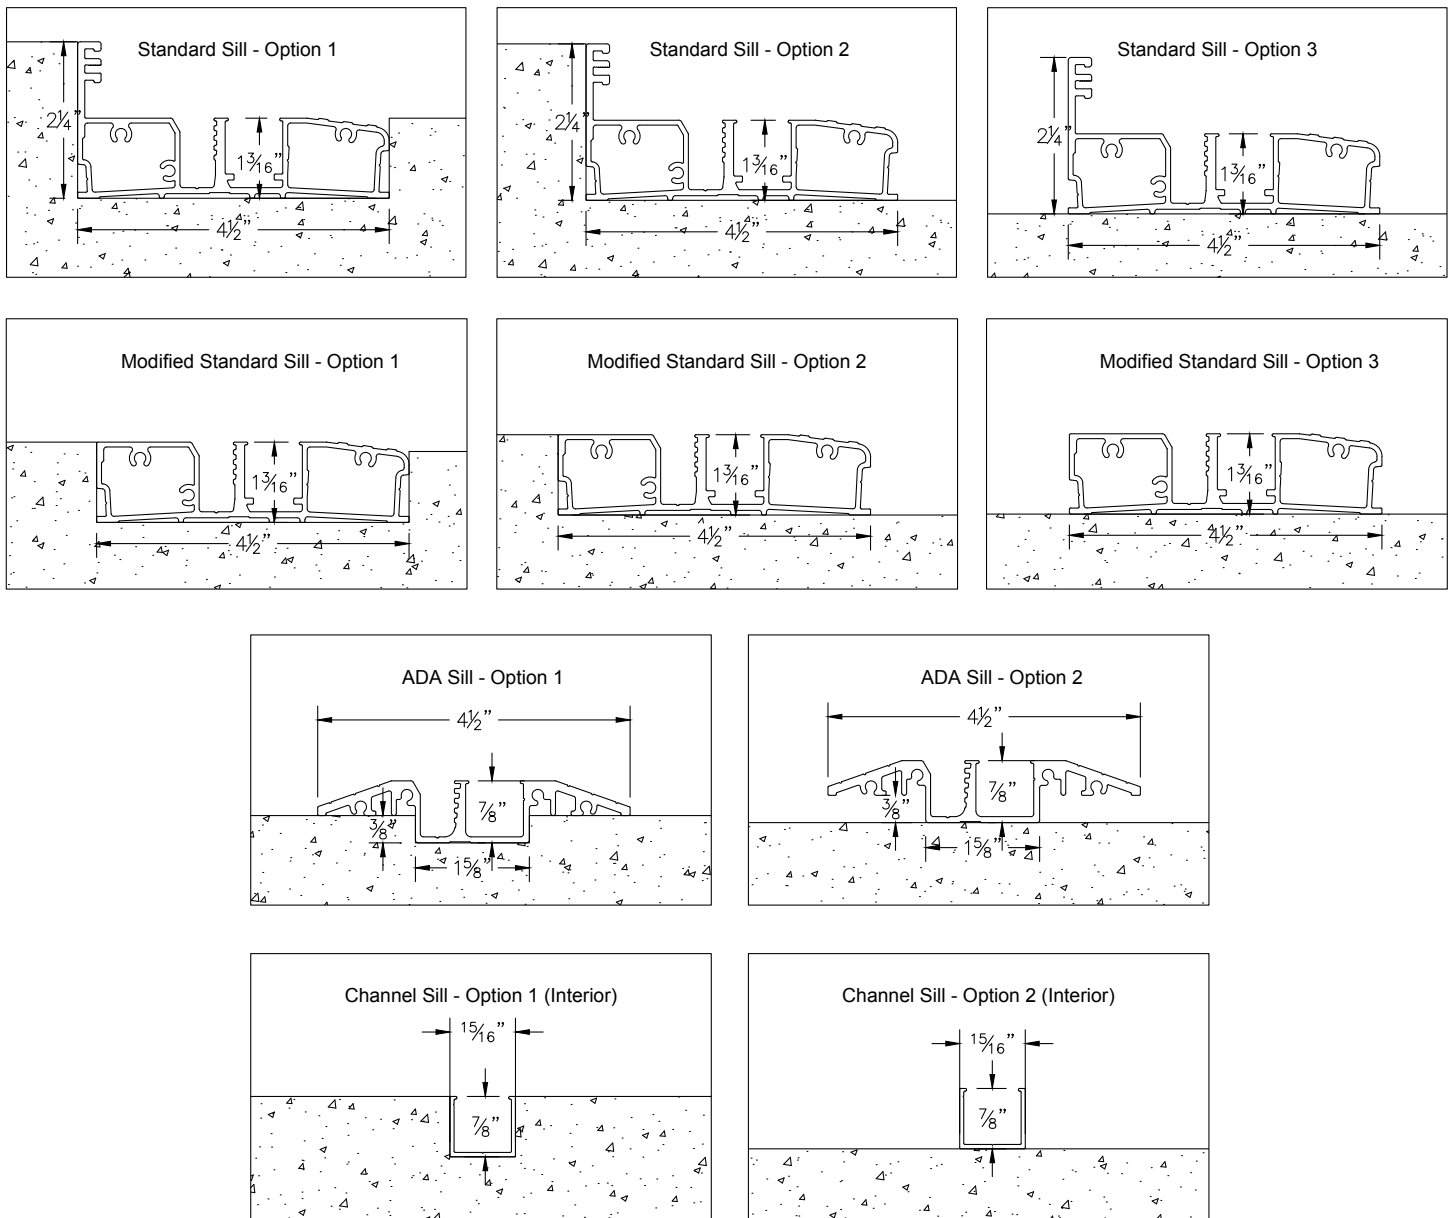 Standard Sill - Option 1
2¼”
1³⁄₁₆”
4½”
Standard Sill - Option 2
2¼”
1³⁄₁₆”
4½”
Standard Sill - Option 3
2¼”
1³⁄₁₆”
4½”
Modified Standard Sill - Option 1
1³⁄₁₆”
4½”
Modified Standard Sill - Option 2
1³⁄₁₆”
4½”
Modified Standard Sill - Option 3
1³⁄₁₆”
4½”
ADA Sill - Option 1
4½”
⅞”
⅜”
1⅝”
ADA Sill - Option 2
4½”
⅞”
⅜”
1⅝”
Channel Sill - Option 1 (Interior)
¹⁵⁄₁₆”
⅞”
Channel Sill - Option 2 (Interior)
¹⁵⁄₁₆”
⅞”